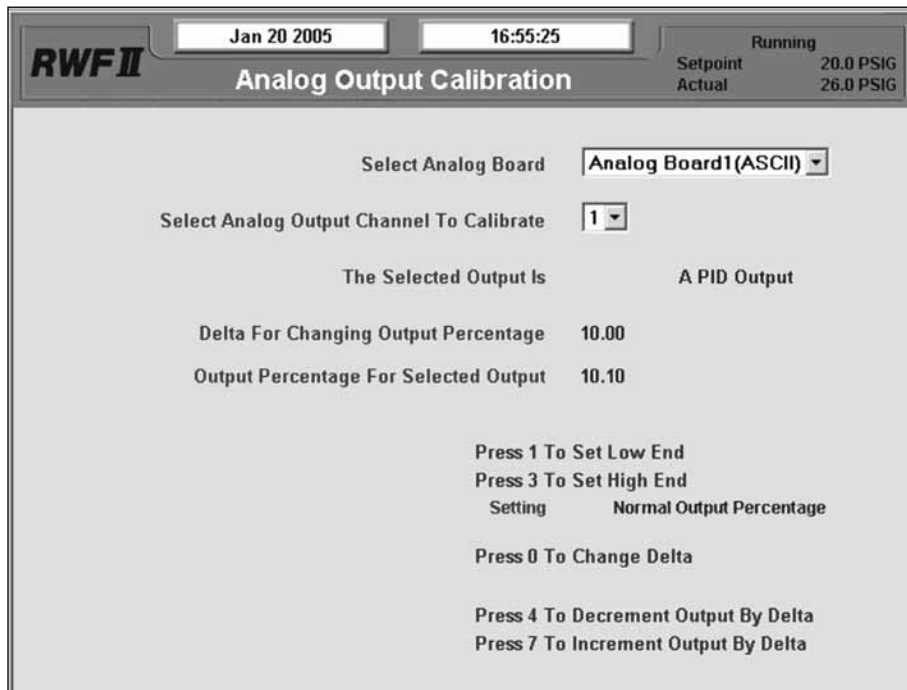 Jan 20 2005 16:55:25
Running
RWF II
Setpoint 20.0 PSIG
Analog Output Calibration
Actual 26.0 PSIG
Select Analog Board Analog Board1(ASCII)
Select Analog Output Channel To Calibrate 1
The Selected Output Is A PID Output
Delta For Changing Output Percentage 10.00
Output Percentage For Selected Output 10.10
Press 1 To Set Low End
Press 3 To Set High End
Setting Normal Output Percentage
Press 0 To Change Delta
Press 4 To Decrement Output By Delta
Press 7 To Increment Output By Delta